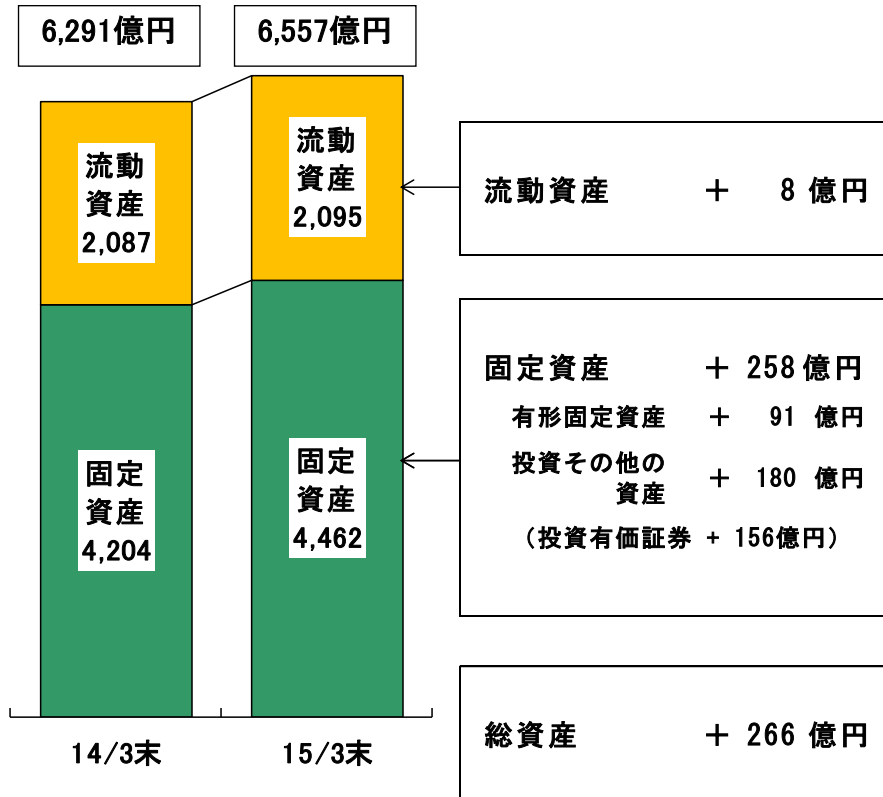 6,291億円
6,557億円
流動
資産
2,087
流動
資産
2,095
固定
資産
4,204
固定
資産
4,462
14/3末
15/3末
流動資産 ＋ 8 億円
固定資産 ＋ 258 億円
有形固定資産 ＋ 91 億円
投資その他の
資産 ＋ 180 億円
（投資有価証券 + 156億円）
総資産 ＋ 266 億円